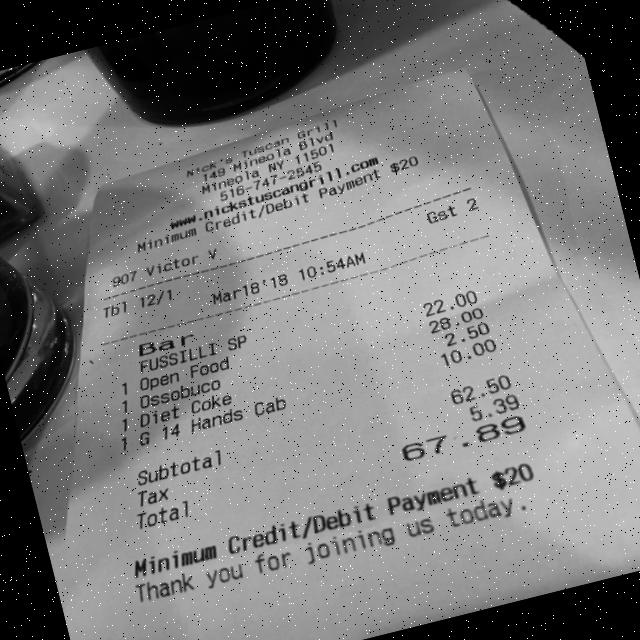 Nick's Tuscan Grill
149 Mineola Blvd
Mineola NY 11501
516-747-2545
www.nickstuscangrill.com
Minimum Credit/Debit Payment $20
907 Victor V
Tbl 12/1 Gst 2
Mar18'18 10:54AM
Bar
FUSSILLI SP
1 Open Food 22.00
1 Ossobuco 28.00
1 Diet Coke 2.50
1 G 14 Hands Cab 10.00
Subtotal 62.50
Tax 5.39
Total 67.89
Minimum Credit/Debit Payment $20
Thank you for joining us today.